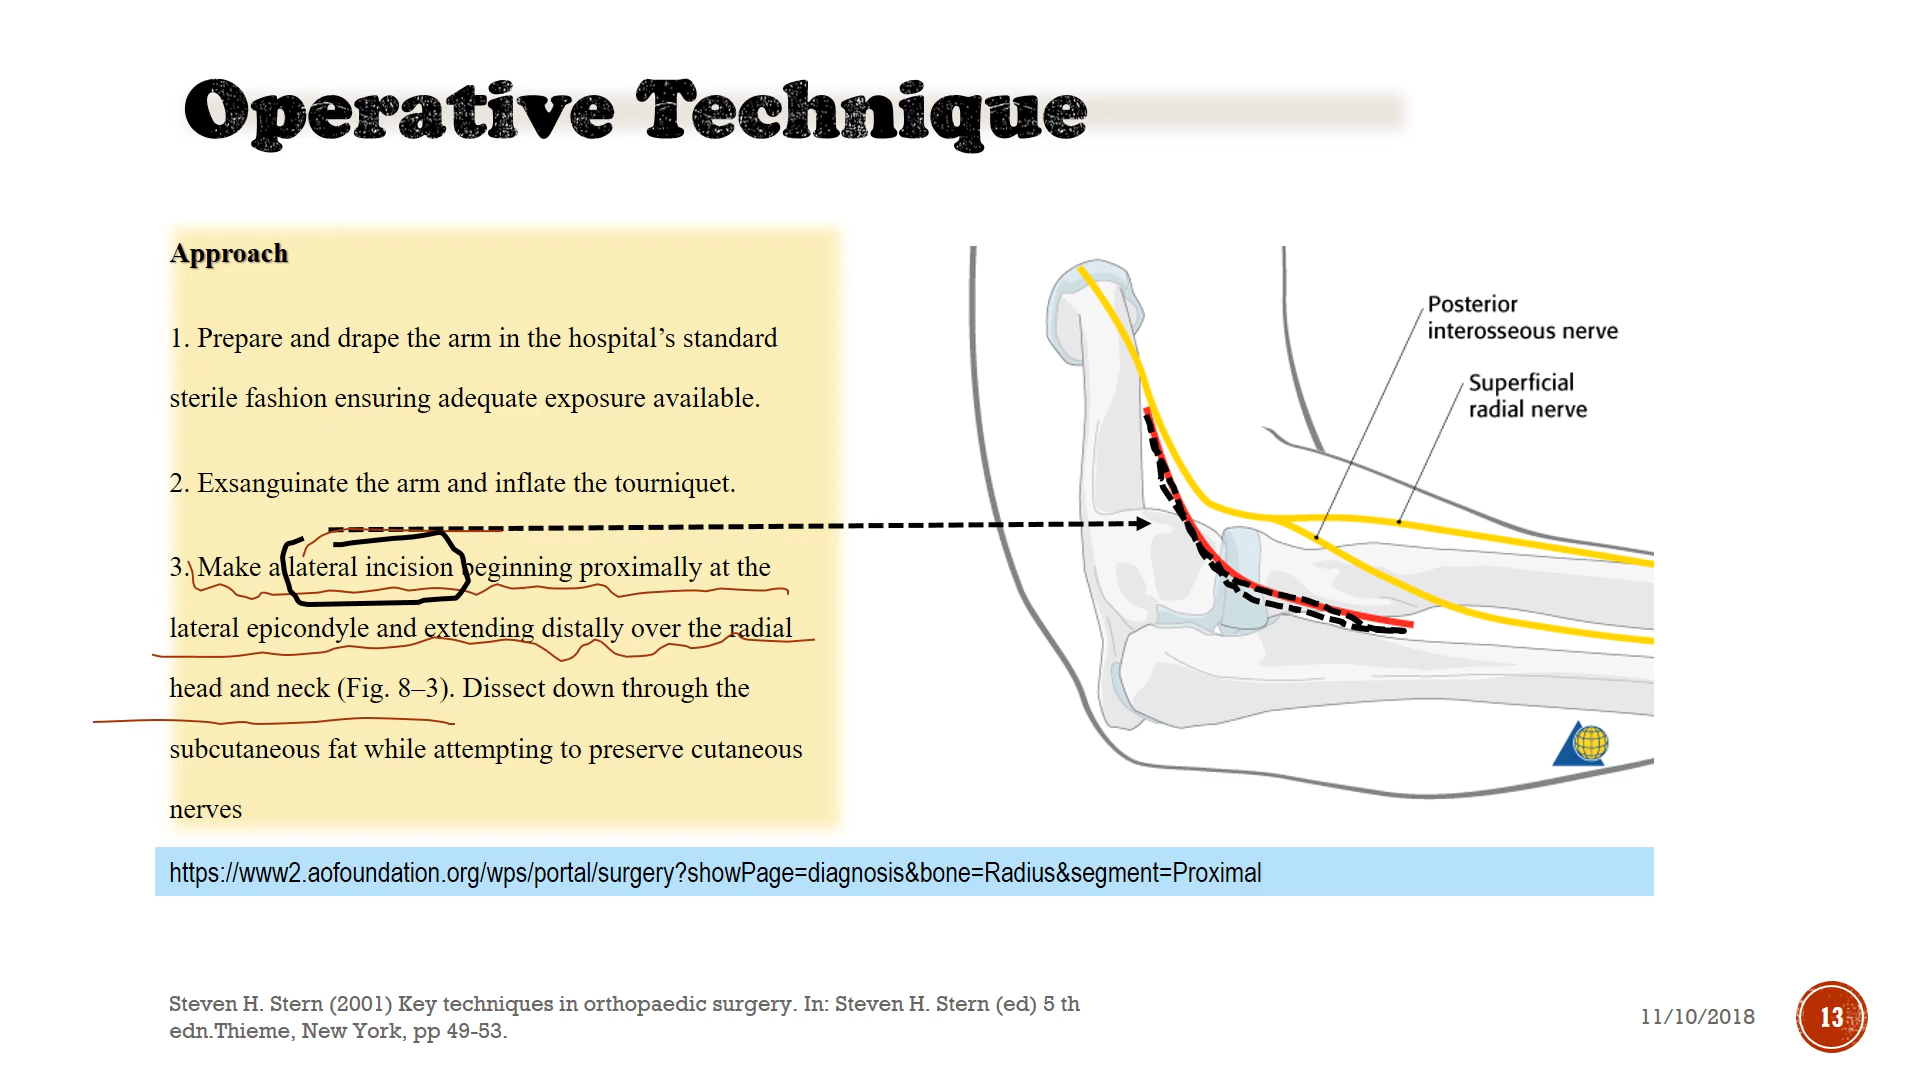 Operative Technique
Approach
1. Prepare and drape the arm in the hospital’s standard
sterile fashion ensuring adequate exposure available.
2. Exsanguinate the arm and inflate the tourniquet.
3. Make a lateral incision beginning proximally at the
lateral epicondyle and extending distally over the radial
head and neck (Fig. 8–3). Dissect down through the
subcutaneous fat while attempting to preserve cutaneous
nerves
Posterior
interosseous nerve
Superficial
radial nerve
https://www2.aofoundation.org/wps/portal/surgery?showPage=diagnosis&bone=Radius&segment=Proximal
Steven H. Stern (2001) Key techniques in orthopaedic surgery. In: Steven H. Stern (ed) 5 th
edn.Thieme, New York, pp 49-53.
11/10/2018
13